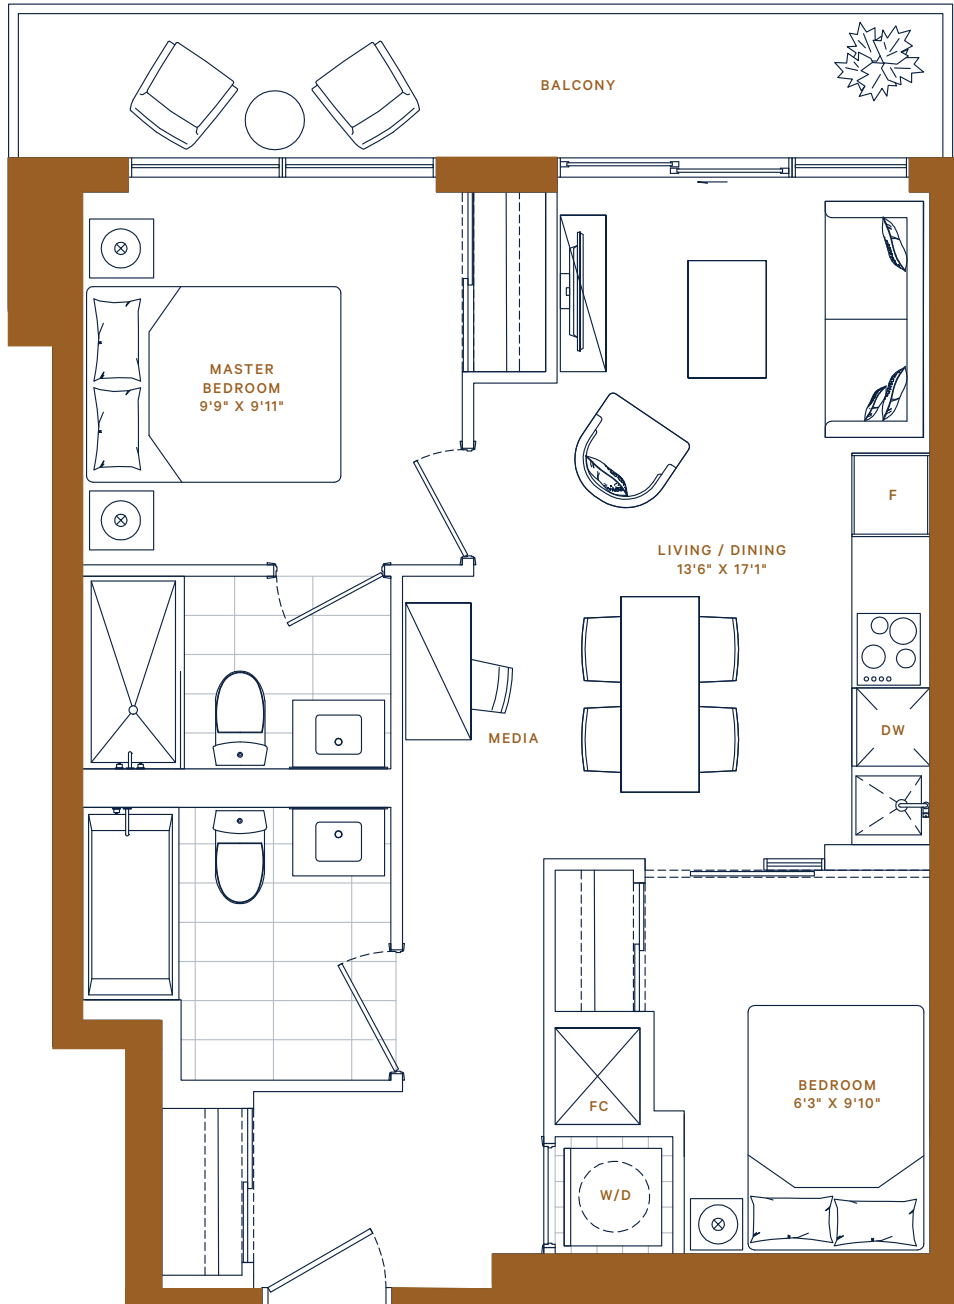 BALCONY
MASTER
BEDROOM
9'9" X 9'11"
F
LIVING / DINING
13'6" X 17'1"
DW
MEDIA
BEDROOM
6'3" X 9'10"
FC
W/D